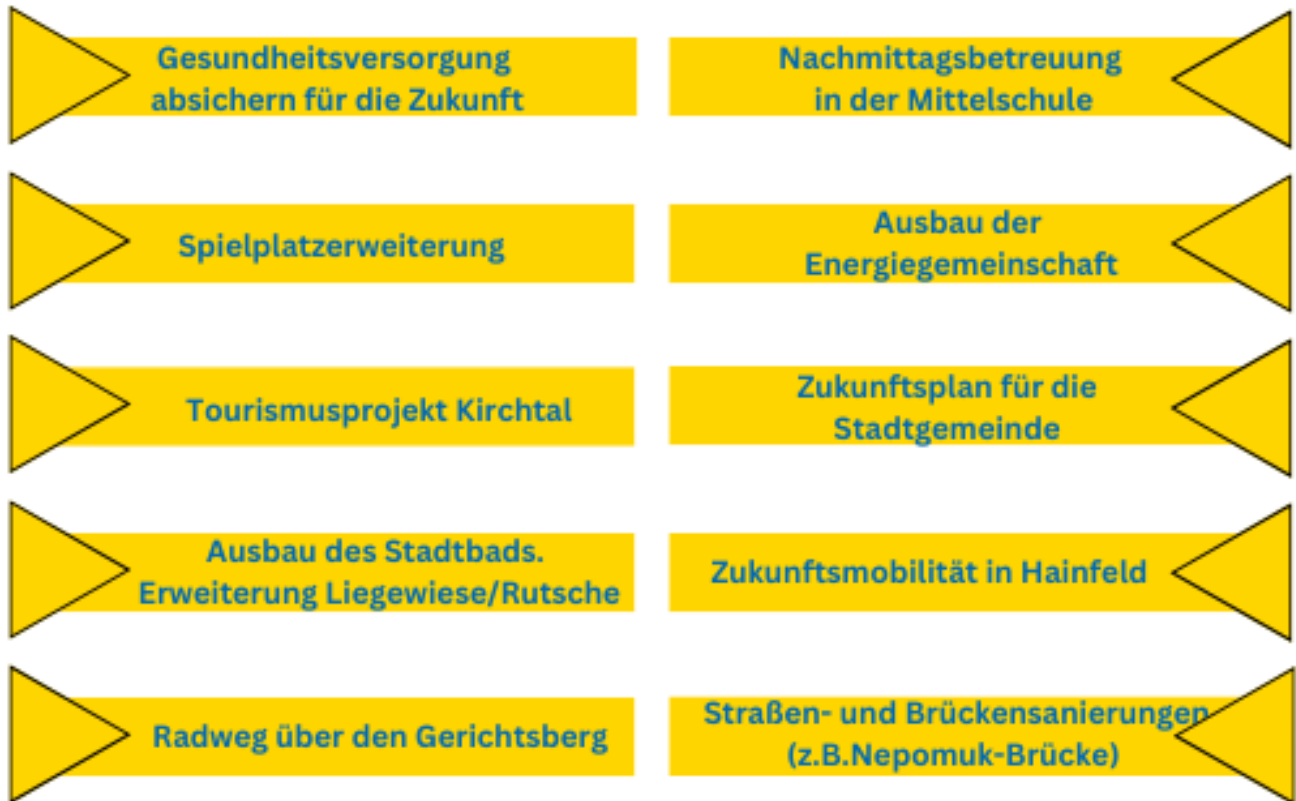 Gesundheitsversorgung
absichern für die Zukunft
Nachmittagsbetreuung
in der Mittelschule
Spielplatzerweiterung
Ausbau der
Energiegemeinschaft
Tourismusprojekt Kirchtal
Zukunftsplan für die
Stadtgemeinde
Ausbau des Stadtbads.
Erweiterung Liegewiese/Rutsche
Zukunftsmobilität in Hainfeld
Radweg über den Gerichtsberg
Straßen- und Brückensanierungen
(z.B.Nepomuk-Brücke)